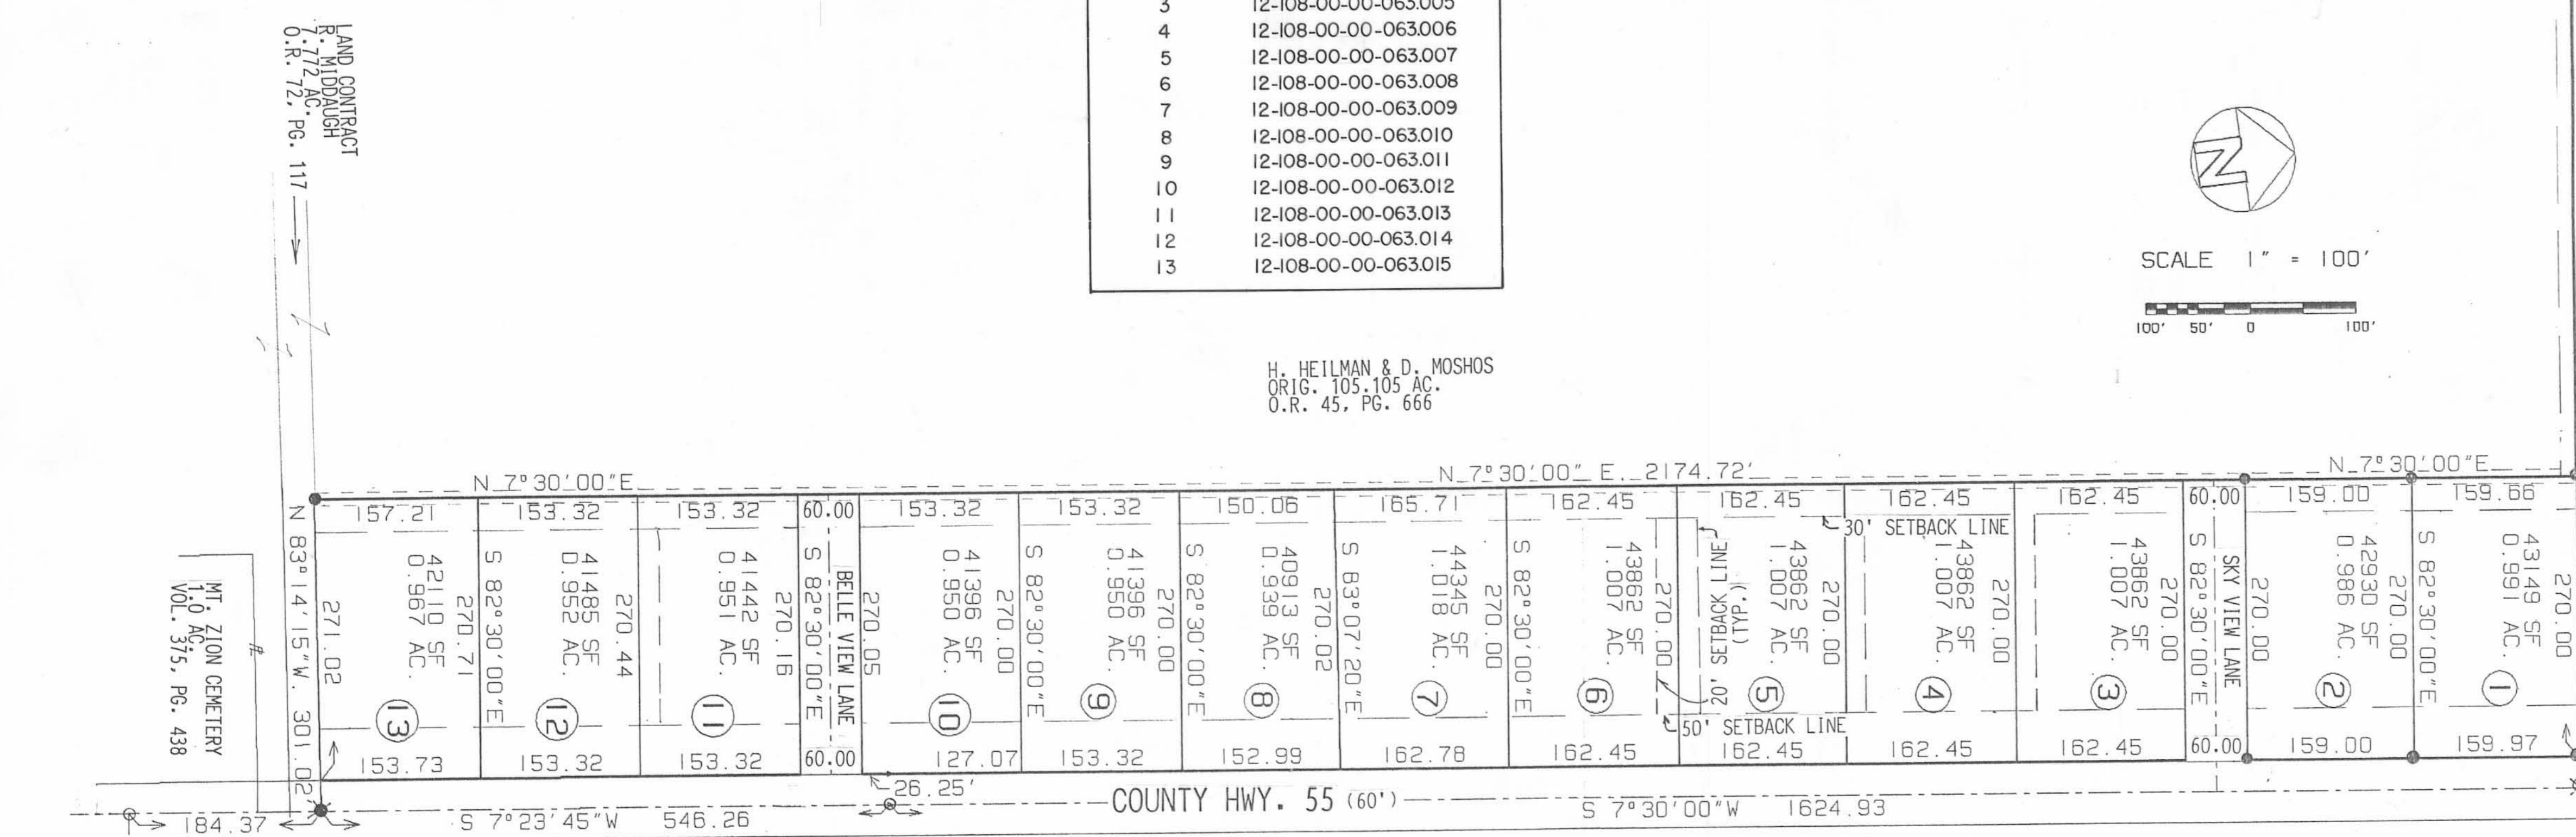 3 12-108-00-00-063.005
4 12-108-00-00-063.006
5 12-108-00-00-063.007
6 12-108-00-00-063.008
7 12-108-00-00-063.009
8 12-108-00-00-063.010
9 12-108-00-00-063.011
10 12-108-00-00-063.012
11 12-108-00-00-063.013
12 12-108-00-00-063.014
13 12-108-00-00-063.015
LAND CONTRACT
R. MIDDAUGH
7.772 AC.
O.R. 72, PG. 117
N
SCALE 1" = 100'
100' 50' 0 100'
H. HEILMAN & D. MOSHOS
ORIG. 105.105 AC.
O.R. 45, PG. 666
N 7°30'00"E
N 7°30'00" E. 2174.72'
N 7°30'00"E
157.21
153.32
153.32
60.00
153.32
153.32
150.06
165.71
162.45
162.45
162.45
162.45
60.00
159.00
159.66
30' SETBACK LINE
N 83°14'15"W. 301.02
271.02
42110 SF
0.967 AC.
13
270.71
S 82°30'00"E
41485 SF
0.952 AC.
12
270.44
41442 SF
0.951 AC.
11
270.16
S 82°30'00"E
BELLE VIEW LANE
270.05
41396 SF
0.950 AC.
10
270.00
S 82°30'00"E
41396 SF
0.950 AC.
9
270.00
S 82°30'00"E
40913 SF
0.939 AC.
8
270.02
S 83°07'20"E
44345 SF
1.018 AC.
7
270.00
S 82°30'00"E
43862 SF
1.007 AC.
6
270.00
20' SETBACK LINE
(TYP.)
43862 SF
1.007 AC.
5
270.00
43862 SF
1.007 AC.
4
270.00
43862 SF
1.007 AC.
3
270.00
S 82°30'00"E
SKY VIEW LANE
270.00
42930 SF
0.986 AC.
2
270.00
S 82°30'00"E
43149 SF
0.991 AC.
1
270.00
50' SETBACK LINE
MT. ZION CEMETERY
1.0 AC.
VOL. 375, PG. 438
153.73
153.32
153.32
60.00
127.07
153.32
152.99
162.78
162.45
162.45
162.45
162.45
60.00
159.00
159.97
26.25'
COUNTY HWY. 55 (60')
184.37
S 7°23'45"W 546.26
S 7°30'00"W 1624.93